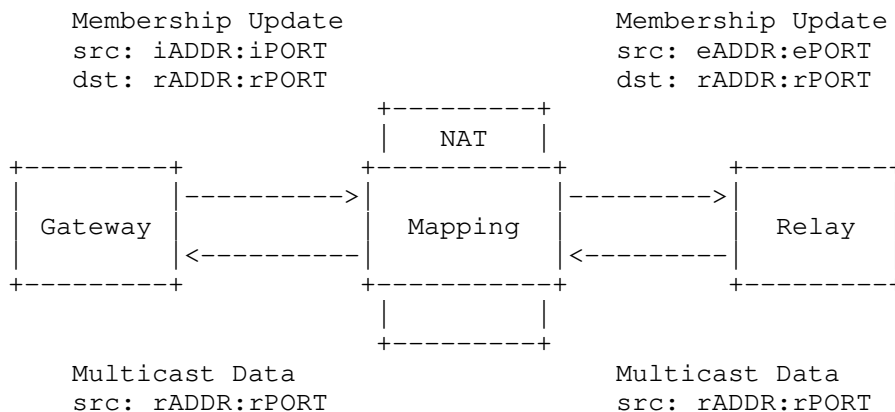 Membership Update Membership Update
src: iADDR:iPORT src: eADDR:ePORT
dst: rADDR:rPORT dst: rADDR:rPORT
NAT
Gateway Mapping Relay
Multicast Data Multicast Data
src: rADDR:rPORT src: rADDR:rPORT